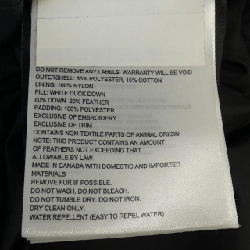 DO NOT REMOVE ANY LABELS. WARRANTY WILL BE VOID
OUTERSHELL: 85% POLYESTER, 15% COTTON
LINING: 100% NYLON
FILL: WHITE DUCK DOWN
80% DOWN 20% FEATHER
PADDING: 100% POLYESTER
EXCLUSIVE OF EMBROIDERY
EXCLUSIVE OF TRIM
CONTAINS NON TEXTILE PARTS OF ANIMAL ORIGIN
NOTE: THIS PRODUCT CONTAINS AN AMOUNT
OF FEATHERS NOT EXCEEDING THAT
ALLOWABLE BY LAW
MADE IN CANADA WITH DOMESTIC AND IMPORTED
MATERIALS
REMOVE FUR IF POSSIBLE.
DO NOT WASH. DO NOT BLEACH.
DO NOT TUMBLE DRY. DO NOT IRON.
DRY CLEAN ONLY.
WATER REPELLENT (EASY TO REPEL WATER)